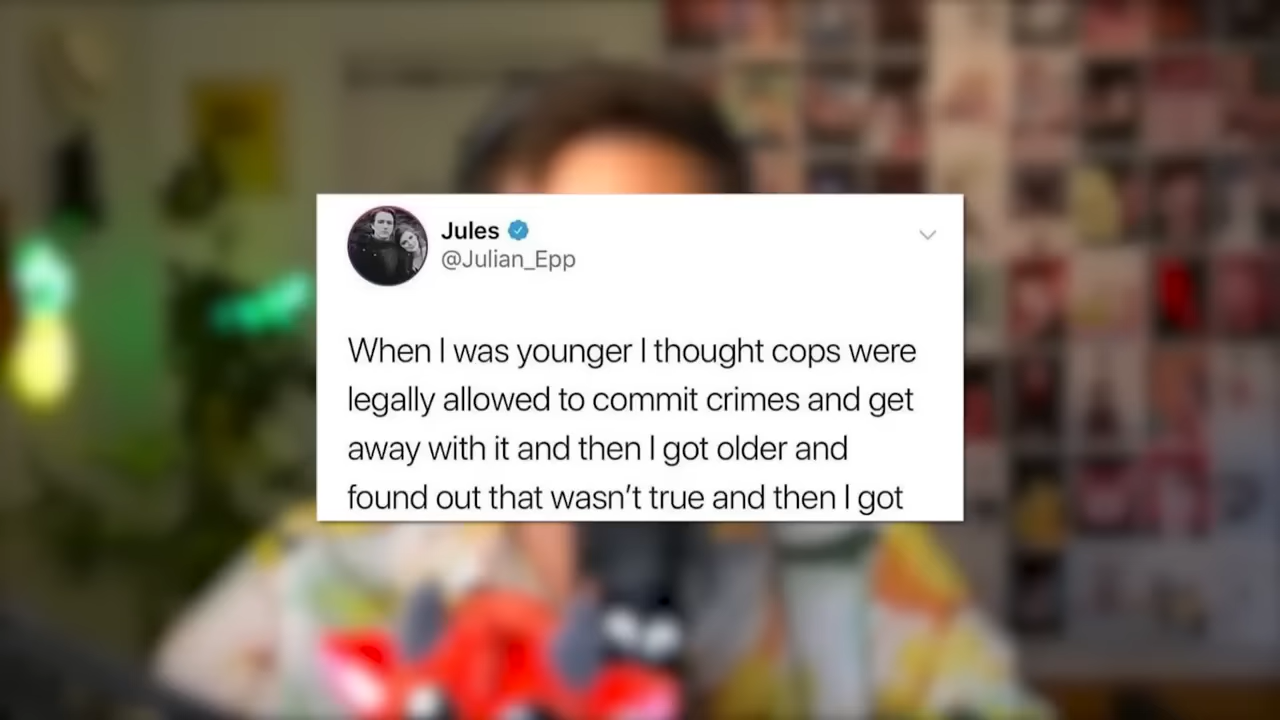 Jules
@Julian_Epp
When I was younger I thought cops were
legally allowed to commit crimes and get
away with it and then I got older and
found out that wasn't true and then I got